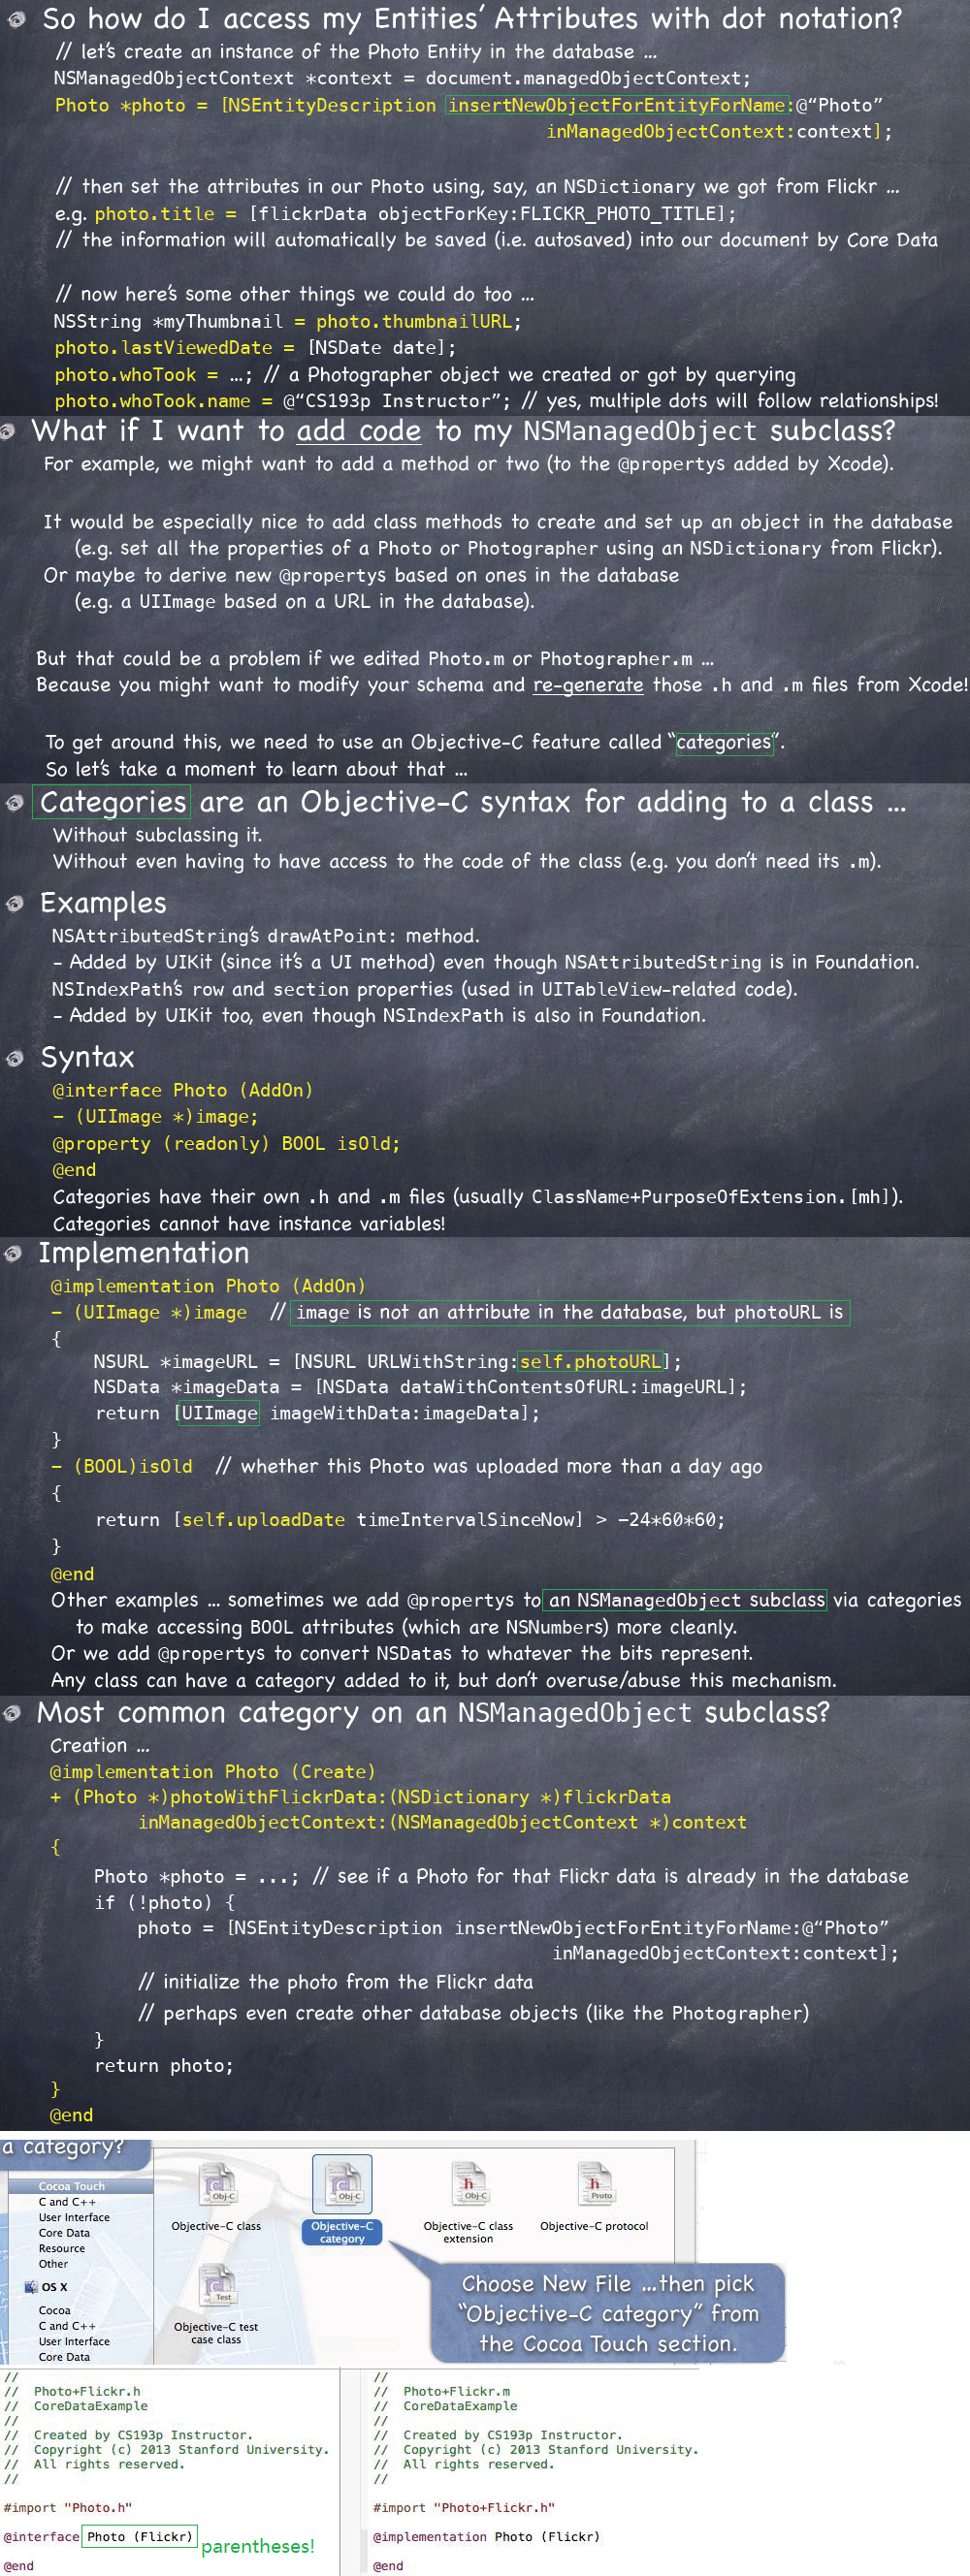 So how do I access my Entities' Attributes with dot notation?
// let's create an instance of the Photo Entity in the database ...
NSManagedObjectContext *context = document.managedObjectContext;
Photo *photo = [NSEntityDescription insertNewObjectForEntityForName:@“Photo”
inManagedObjectContext:context];
// then set the attributes in our Photo using, say, an NSDictionary we got from Flickr ...
e.g. photo.title = [flickrData objectForKey:FLICKR_PHOTO_TITLE];
// the information will automatically be saved (i.e. autosaved) into our document by Core Data
// now here's some other things we could do too ...
NSString *myThumbnail = photo.thumbnailURL;
photo.lastViewedDate = [NSDate date];
photo.whoTook = ...; // a Photographer object we created or got by querying
photo.whoTook.name = @“CS193p Instructor”; // yes, multiple dots will follow relationships!
What if I want to add code to my NSManagedObject subclass?
For example, we might want to add a method or two (to the @propertys added by Xcode).
It would be especially nice to add class methods to create and set up an object in the database
(e.g. set all the properties of a Photo or Photographer using an NSDictionary from Flickr).
Or maybe to derive new @propertys based on ones in the database
(e.g. a UIImage based on a URL in the database).
But that could be a problem if we edited Photo.m or Photographer.m ...
Because you might want to modify your schema and re-generate those .h and .m files from Xcode!
To get around this, we need to use an Objective-C feature called “categories”.
So let's take a moment to learn about that ...
Categories are an Objective-C syntax for adding to a class ...
Without subclassing it.
Without even having to have access to the code of the class (e.g. you don't need its .m).
Examples
NSAttributedString's drawAtPoint: method.
- Added by UIKit (since it's a UI method) even though NSAttributedString is in Foundation.
NSIndexPath's row and section properties (used in UITableView-related code).
- Added by UIKit too, even though NSIndexPath is also in Foundation.
Syntax
@interface Photo (AddOn)
- (UIImage *)image;
@property (readonly) BOOL isOld;
@end
Categories have their own .h and .m files (usually ClassName+PurposeOfExtension.[mh]).
Categories cannot have instance variables!
Implementation
@implementation Photo (AddOn)
- (UIImage *)image // image is not an attribute in the database, but photoURL is
{
NSURL *imageURL = [NSURL URLWithString:self.photoURL];
NSData *imageData = [NSData dataWithContentsOfURL:imageURL];
return [UIImage imageWithData:imageData];
}
- (BOOL)isOld // whether this Photo was uploaded more than a day ago
{
return [self.uploadDate timeIntervalSinceNow] > -24*60*60;
}
@end
Other examples ... sometimes we add @propertys to an NSManagedObject subclass via categories
to make accessing BOOL attributes (which are NSNumbers) more cleanly.
Or we add @propertys to convert NSDatas to whatever the bits represent.
Any class can have a category added to it, but don't overuse/abuse this mechanism.
Most common category on an NSManagedObject subclass?
Creation ...
@implementation Photo (Create)
+ (Photo *)photoWithFlickrData:(NSDictionary *)flickrData
inManagedObjectContext:(NSManagedObjectContext *)context
{
Photo *photo = ...; // see if a Photo for that Flickr data is already in the database
if (!photo) {
photo = [NSEntityDescription insertNewObjectForEntityForName:@“Photo”
inManagedObjectContext:context];
// initialize the photo from the Flickr data
// perhaps even create other database objects (like the Photographer)
}
return photo;
}
@end
a category?
Cocoa Touch
C and C++
User Interface
Core Data
Resource
Other
OS X
Cocoa
C and C++
User Interface
Core Data
Obj-C
Obj-C
Obj-C
Proto
Objective-C class
Objective-C
category
Objective-C class
extension
Objective-C protocol
Test
Objective-C test
case class
Choose New File ...then pick
“Objective-C category” from
the Cocoa Touch section.
//
// Photo+Flickr.h
// CoreDataExample
//
// Created by CS193p Instructor.
// Copyright (c) 2013 Stanford University.
// All rights reserved.
//
#import "Photo.h"
@interface Photo (Flickr) parentheses!
@end
//
// Photo+Flickr.m
// CoreDataExample
//
// Created by CS193p Instructor.
// Copyright (c) 2013 Stanford University.
// All rights reserved.
//
#import "Photo+Flickr.h"
@implementation Photo (Flickr)
@end